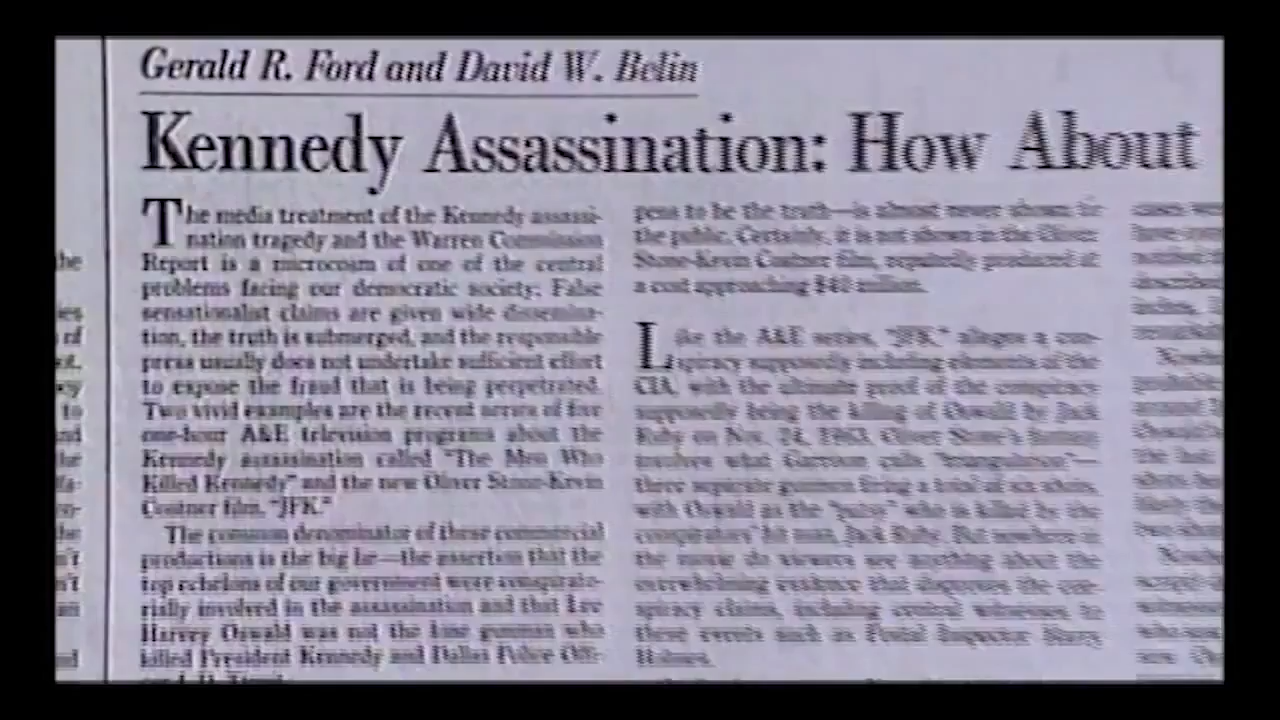 Gerald R. Ford and David W. Belin
Kennedy Assassination: How About
The media treatment of the Kennedy assassi-
nation tragedy and the Warren Commission
Report is a microcosm of one of the central
problems facing our democratic society: False
sensationalist claims are given wide dissemina-
tion, the truth is submerged, and the responsible
press usually does not undertake sufficient effort
to expose the fraud that is being perpetrated.
Two vivid examples are the recent series of five
one-hour A&E television programs about the
Kennedy assassination called "The Men Who
Killed Kennedy" and the new Oliver Stone-Kevin
Costner film, "JFK."
The common denominator of these commercial
productions is the big lie—the assertion that the
top echelons of our government were conspirato-
rially involved in the assassination and that Lee
Harvey Oswald was not the lone gunman who
killed President Kennedy and Dallas Police Offi-
pens to be the truth—is almost never shown to
the public. Certainly, it is not shown in the Oliver
Stone-Kevin Costner film, reputedly produced at
a cost approaching $40 million.
Like the A&E series, "JFK" alleges a con-
spiracy supposedly including elements of the
CIA, with the ultimate proof of the conspiracy
supposedly being the killing of Oswald by Jack
Ruby on Nov. 24, 1963. Oliver Stone's
involves what Garrison calls "triangulation"—
three separate gunmen firing a total of six shots,
with Oswald as the "patsy" who is killed by the
conspirators' hit man, Jack Ruby. But nowhere in
the movie do viewers see anything about the
overwhelming evidence that disproves the con-
spiracy claims, including central witnesses to
these events such as Postal Inspector Harry
Holmes.